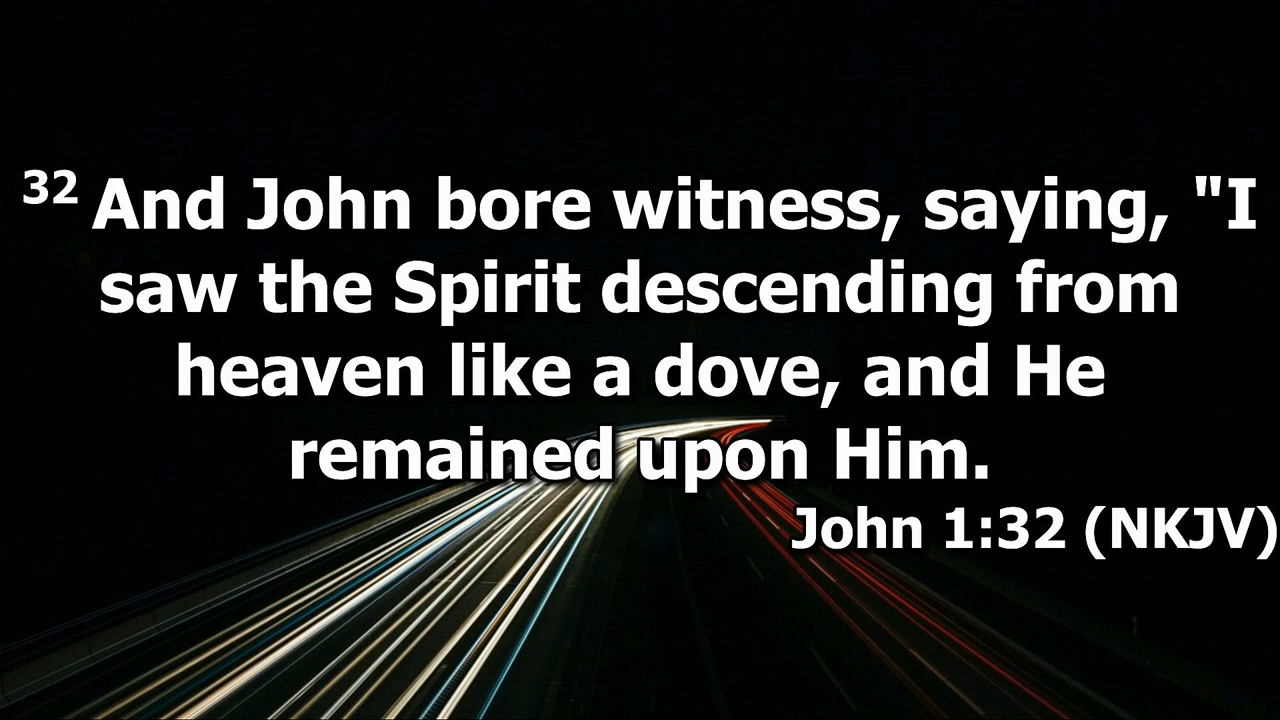 32 And John bore witness, saying, "I
saw the Spirit descending from
heaven like a dove, and He
remained upon Him.
John 1:32 (NKJV)